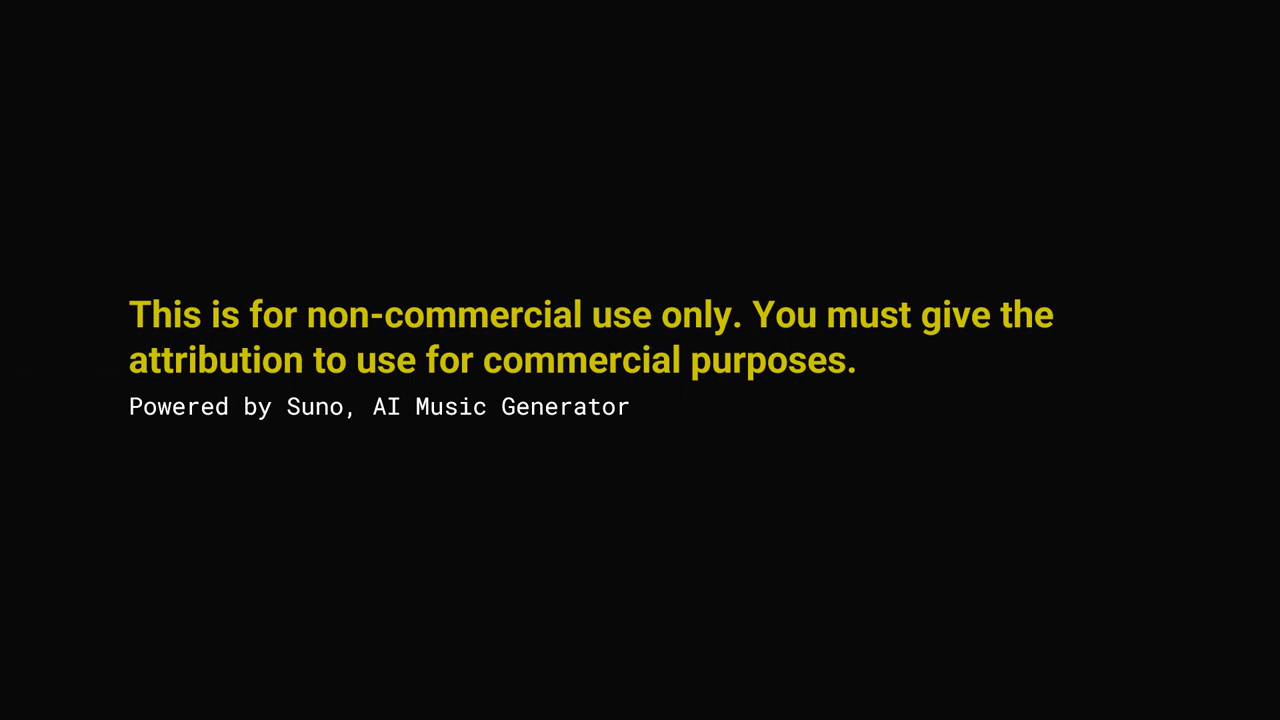 This is for non-commercial use only. You must give the
attribution to use for commercial purposes.
Powered by Suno, AI Music Generator